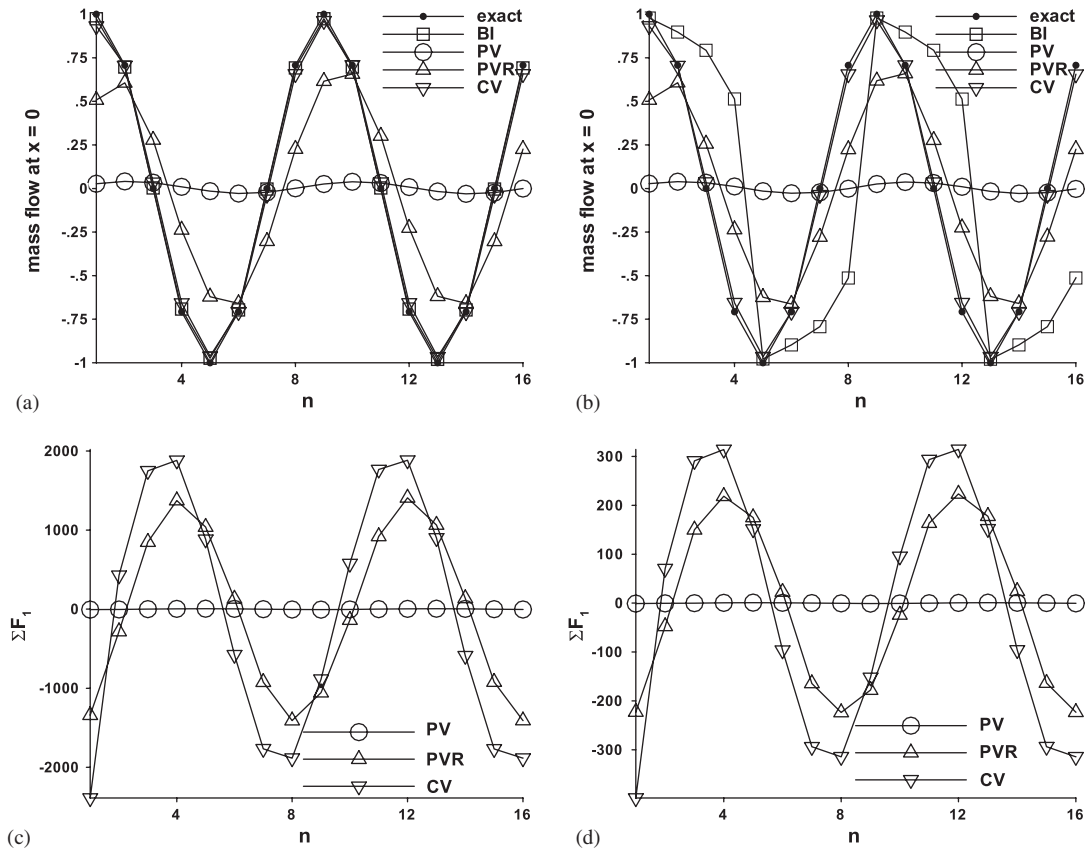 1
.75
.5
.25
0
-.25
-.5
-.75
-1
mass flow at x = 0
exact
BI
PV
PVR
CV
4
8
12
16
n
(a)
1
.75
.5
.25
0
-.25
-.5
-.75
-1
mass flow at x = 0
exact
BI
PV
PVR
CV
4
8
12
16
n
(b)
2000
1000
0
-1000
-2000
ΣF₁
PV
PVR
CV
4
8
12
16
n
(c)
300
200
100
0
-100
-200
-300
ΣF₁
PV
PVR
CV
4
8
12
16
n
(d)